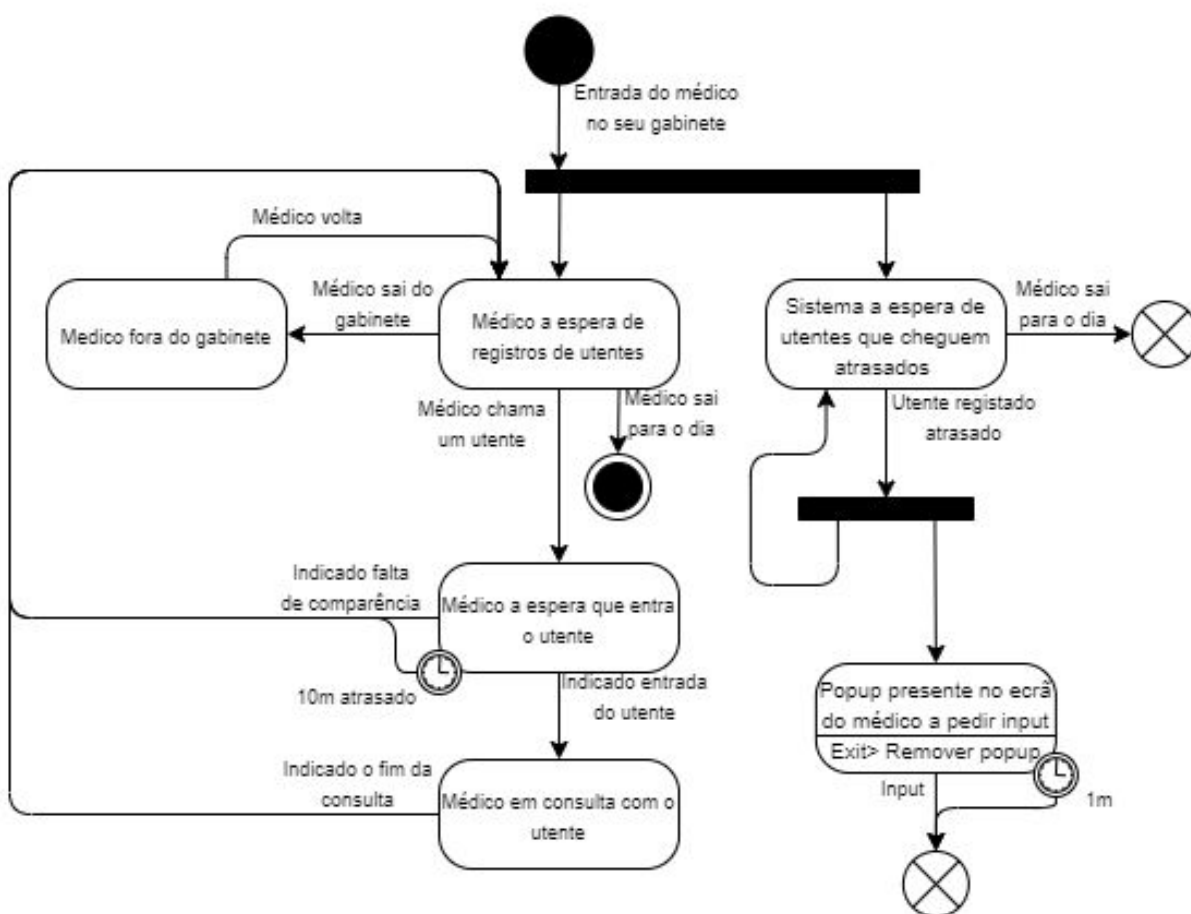 Entrada do médico
no seu gabinete
Médico volta
Médico sai do
gabinete
Medico fora do gabinete
Médico a espera de
registros de utentes
Sistema a espera de
utentes que cheguem
atrasados
Médico sai
para o dia
Médico chama
um utente
Médico sai
para o dia
Utente registado
atrasado
Indicado falta
de comparência
Médico a espera que entra
o utente
10m atrasado
Indicado entrada
do utente
Popup presente no ecrã
do médico a pedir input
Exit> Remover popup
Input
1m
Indicado o fim da
consulta
Médico em consulta com o
utente